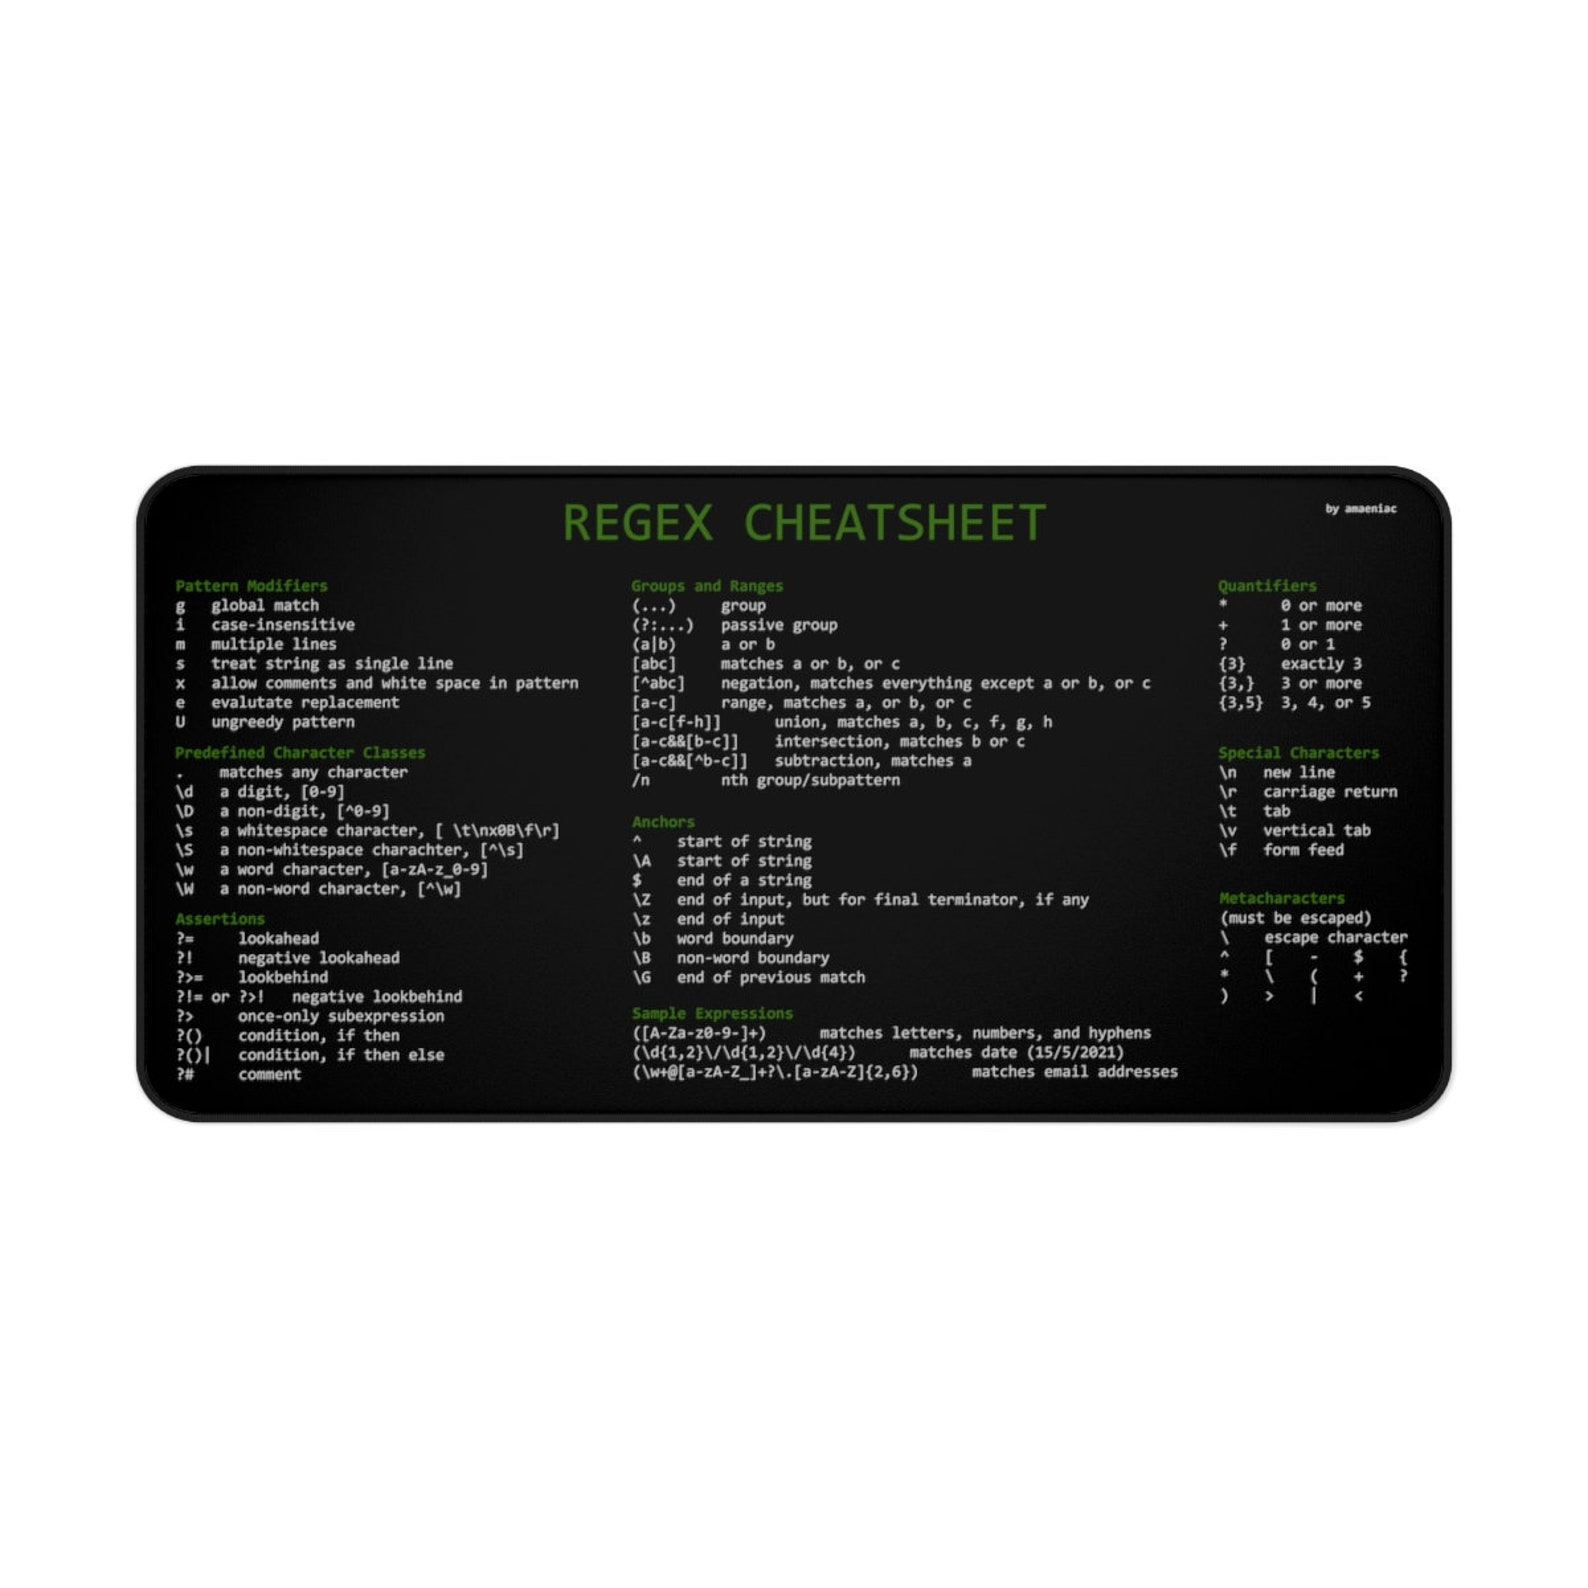 REGEX CHEATSHEET
by amaeniac
Pattern Modifiers
g global match
i case-insensitive
m multiple lines
s treat string as single line
x allow comments and white space in pattern
e evalutate replacement
U ungreedy pattern
Predefined Character Classes
. matches any character
\d a digit, [0-9]
\D a non-digit, [^0-9]
\s a whitespace character, [ \t\nx0B\f\r]
\S a non-whitespace charachter, [^\s]
\w a word character, [a-zA-z_0-9]
\W a non-word character, [^\w]
Assertions
?= lookahead
?! negative lookahead
?>= lookbehind
?!= or ?>! negative lookbehind
?> once-only subexpression
?() condition, if then
?()| condition, if then else
?# comment
Groups and Ranges
(...) group
(?:...) passive group
(a|b) a or b
[abc] matches a or b, or c
[^abc] negation, matches everything except a or b, or c
[a-c] range, matches a, or b, or c
[a-c[f-h]] union, matches a, b, c, f, g, h
[a-c&&[b-c]] intersection, matches b or c
[a-c&&[^b-c]] subtraction, matches a
/n nth group/subpattern
Anchors
^ start of string
\A start of string
$ end of a string
\Z end of input, but for final terminator, if any
\z end of input
\b word boundary
\B non-word boundary
\G end of previous match
Sample Expressions
([A-Za-z0-9-]+) matches letters, numbers, and hyphens
(\d{1,2}\/\d{1,2}\/\d{4}) matches date (15/5/2021)
(\w+@[a-zA-Z_]+?\.[a-zA-Z]{2,6}) matches email addresses
Quantifiers
* 0 or more
+ 1 or more
? 0 or 1
{3} exactly 3
{3,} 3 or more
{3,5} 3, 4, or 5
Special Characters
\n new line
\r carriage return
\t tab
\v vertical tab
\f form feed
Metacharacters
(must be escaped)
\ escape character
^ [ - $ {
* \ ( + ?
) > | <